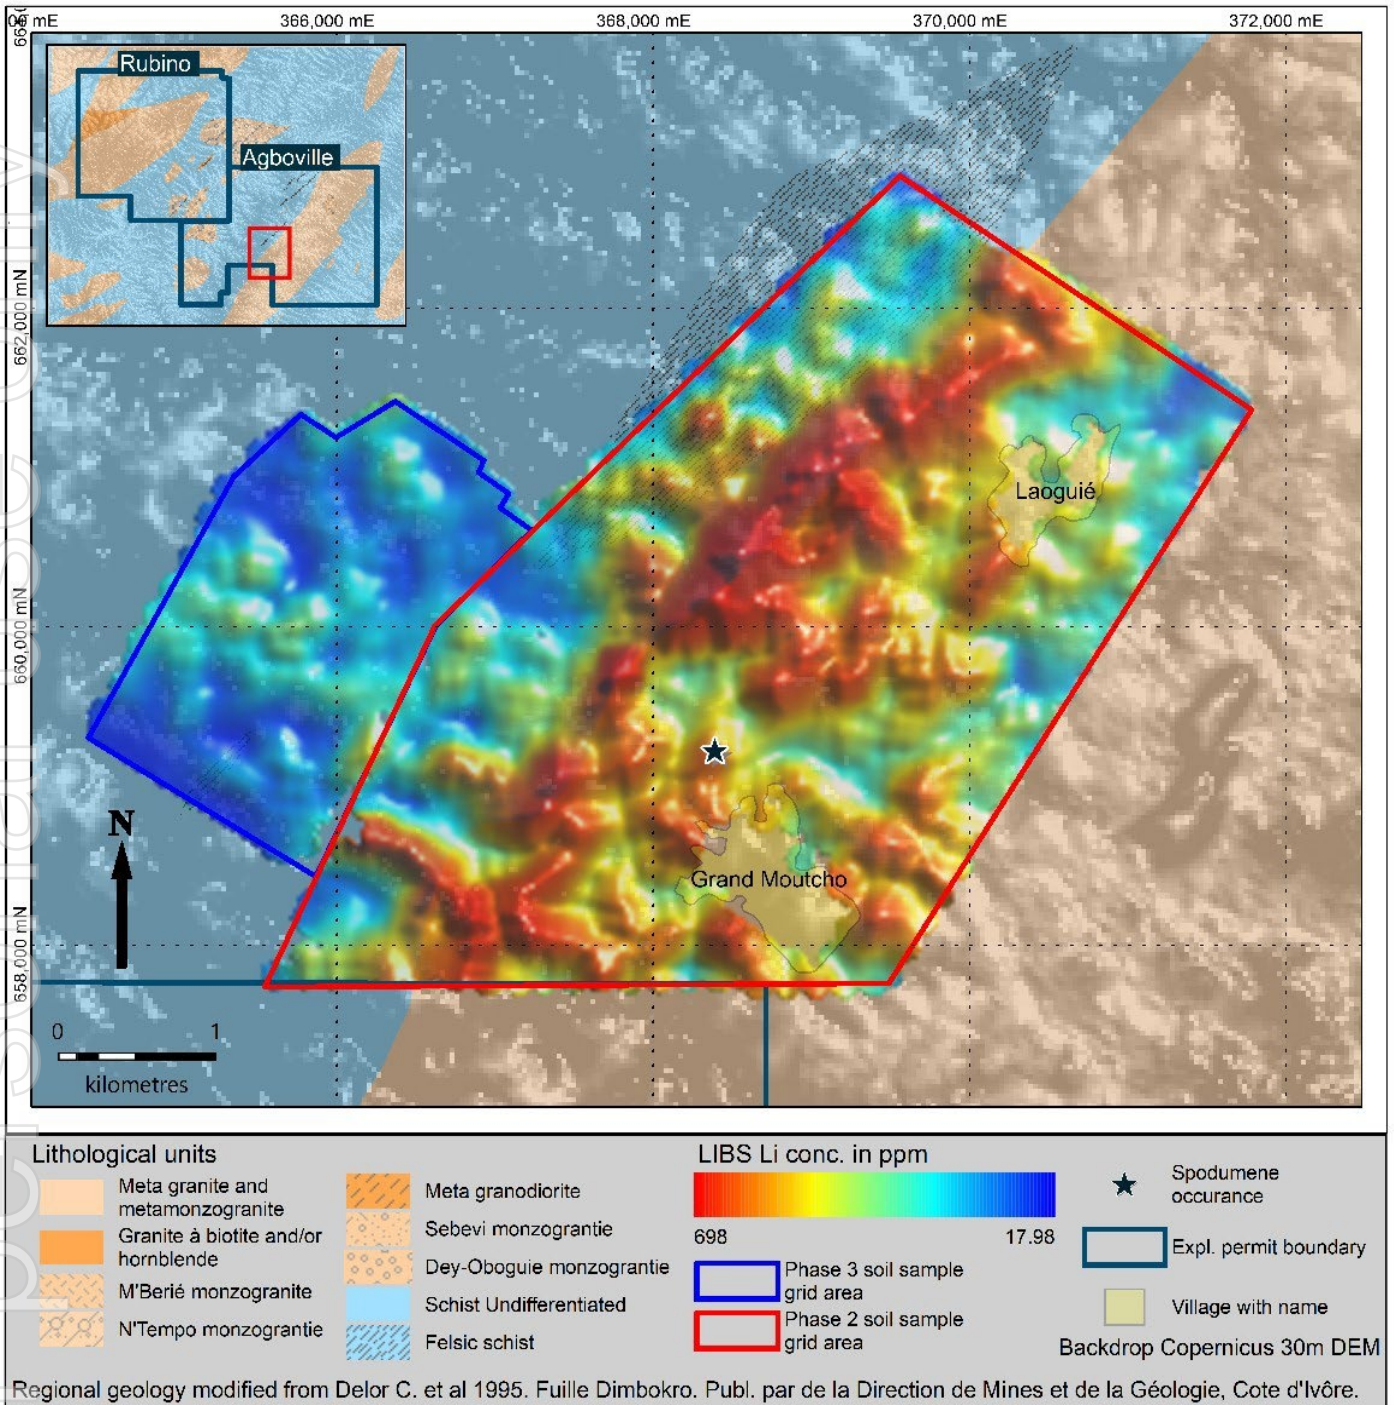 00 mE
366,000 mE
368,000 mE
370,000 mE
372,000 mE
Rubino
Agboville
662,000 mN
660,000 mN
658,000 mN
Laoguié
Grand Moutcho
N
0 1
kilometres
Lithological units
Meta granite and
metamonzogranite
Granite à biotite and/or
hornblende
M'Berié monzogranite
N'Tempo monzograntie
Meta granodiorite
Sebevi monzograntie
Dey-Oboguie monzograntie
Schist Undifferentiated
Felsic schist
LIBS Li conc. in ppm
698 17.98
Phase 3 soil sample
grid area
Phase 2 soil sample
grid area
Spodumene
occurance
Expl. permit boundary
Village with name
Backdrop Copernicus 30m DEM
Regional geology modified from Delor C. et al 1995. Fuille Dimbokro. Publ. par de la Direction de Mines et de la Géologie, Cote d'Ivôre.